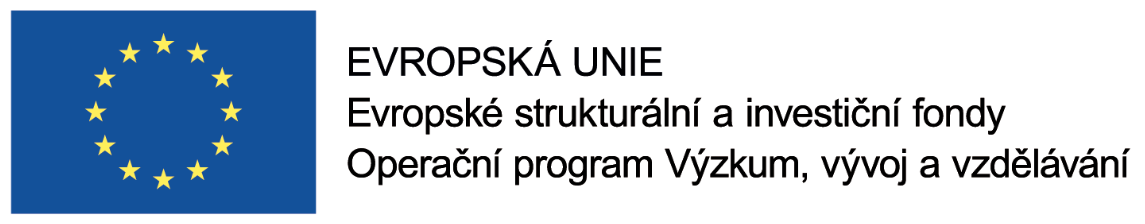 EVROPSKÁ UNIE
Evropské strukturální a investiční fondy
Operační program Výzkum, vývoj a vzdělávání